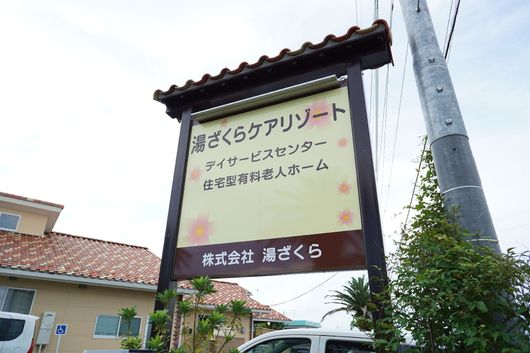 湯ざくらケアリゾート
デイサービスセンター
住宅型有料老人ホーム
株式会社 湯ざくら